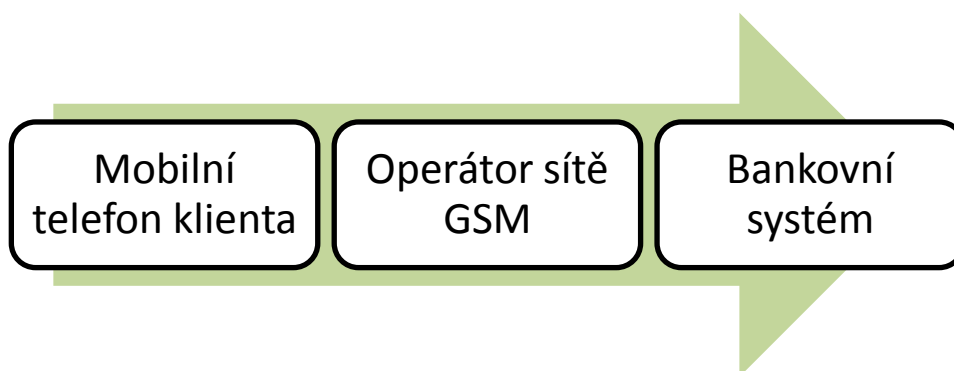 Mobilní
telefon klienta
Operátor sítě
GSM
Bankovní
systém